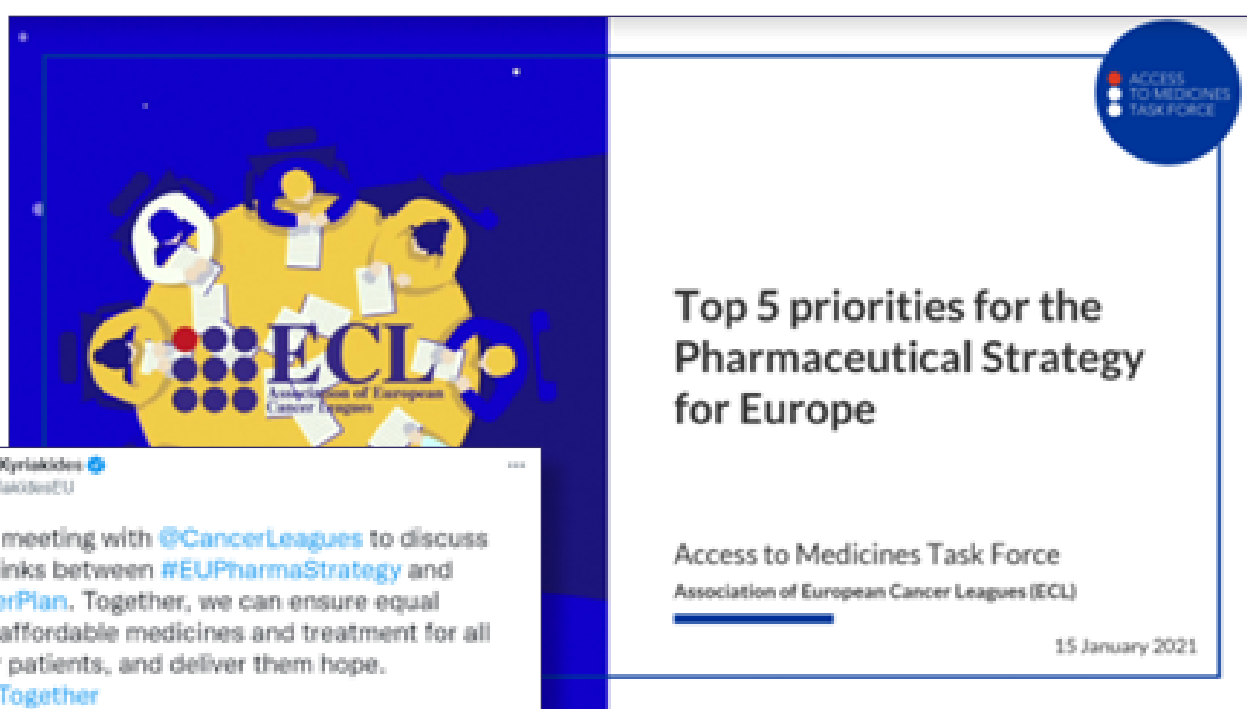 ACCESS
TO MEDICINES
TASK FORCE
ECL
Association of European
Cancer Leagues
Top 5 priorities for the
Pharmaceutical Strategy
for Europe
Access to Medicines Task Force
Association of European Cancer Leagues (ECL)
15 January 2021
Kyriakides
meeting with @CancerLeagues to discuss
inks between #EUPharmaStrategy and
erPlan. Together, we can ensure equal
affordable medicines and treatment for all
patients, and deliver them hope.
Together